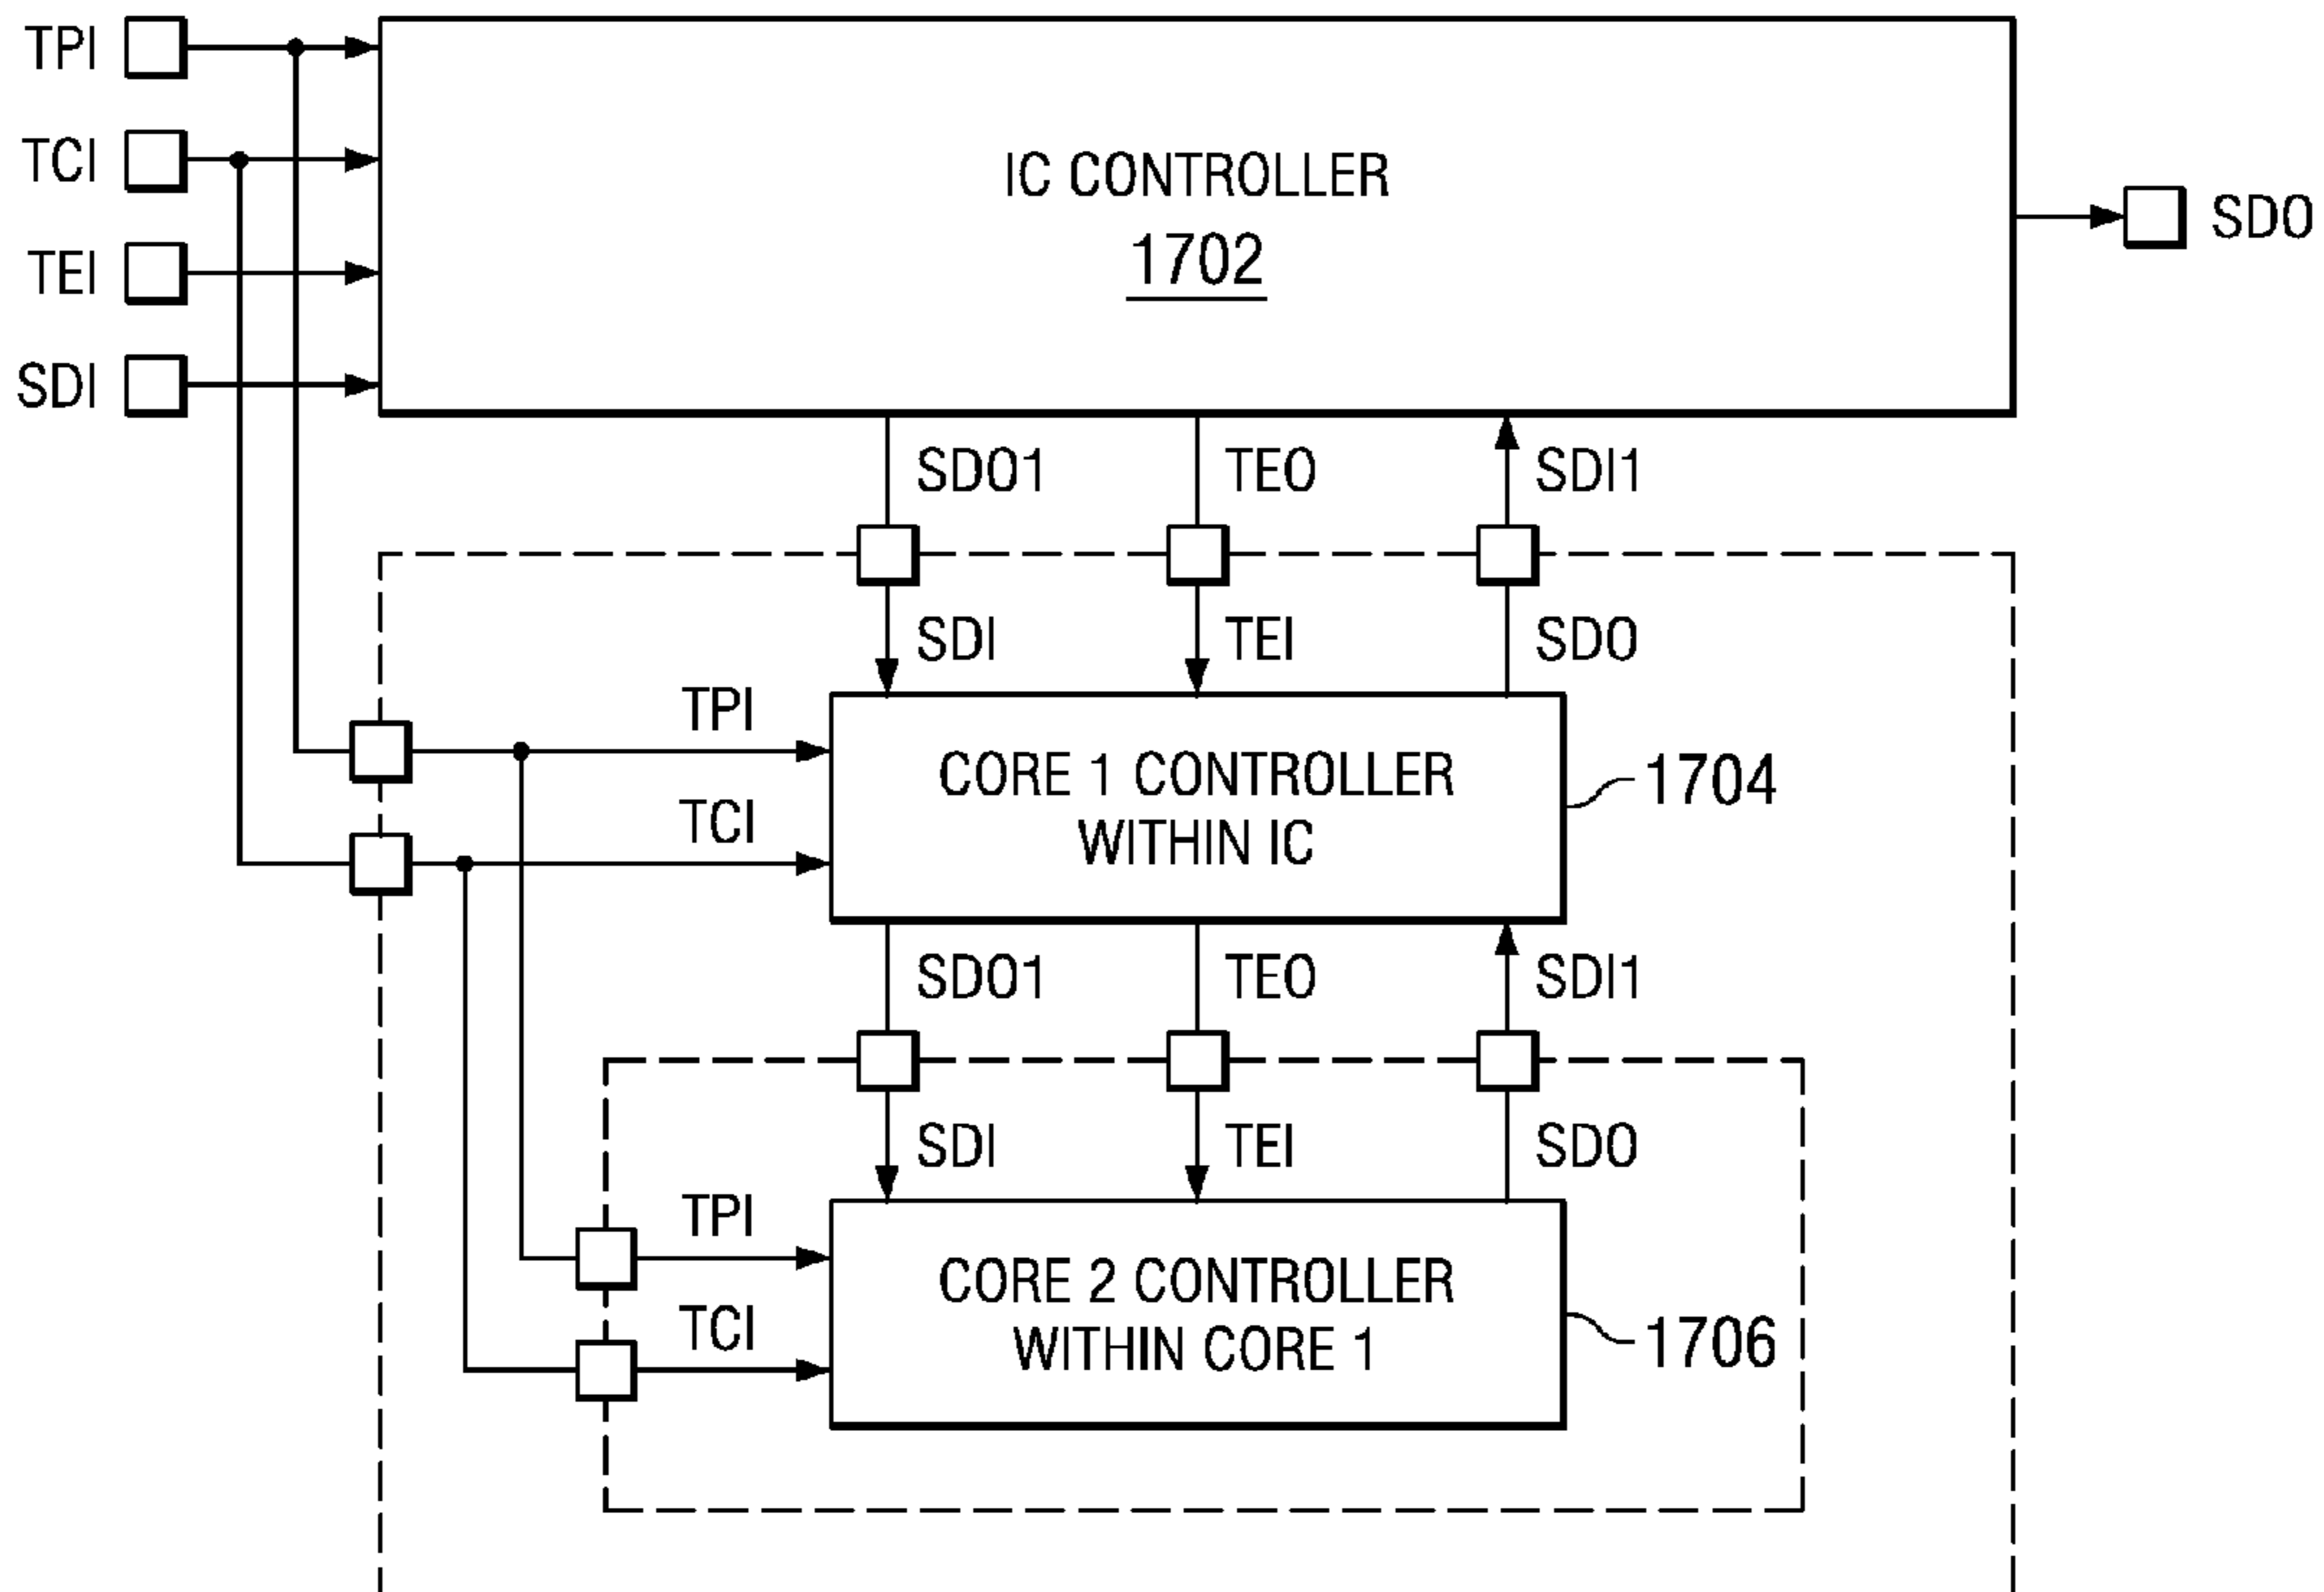 TPI
TCI
TEI
SDI
IC CONTROLLER
1702
SDO
SDO1
TEO
SDI1
SDI
TEI
SDO
TPI
TCI
CORE 1 CONTROLLER
WITHIN IC
1704
SDO1
TEO
SDI1
SDI
TEI
SDO
TPI
TCI
CORE 2 CONTROLLER
WITHIN CORE 1
1706